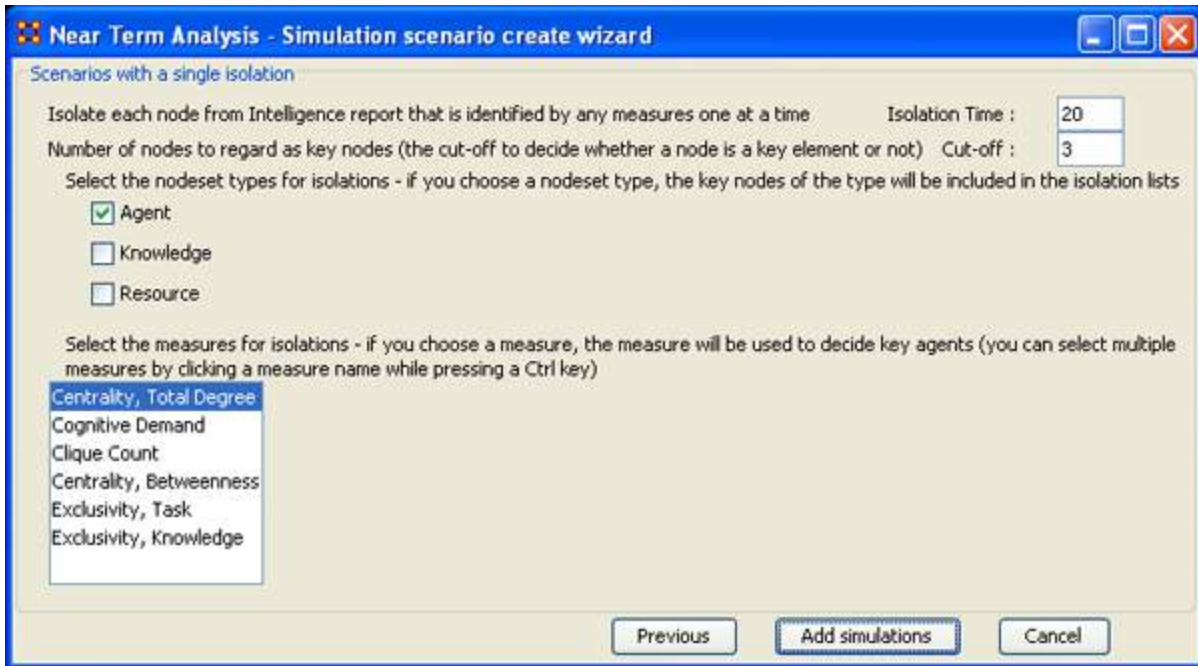 Near Term Analysis - Simulation scenario create wizard
Scenarios with a single isolation
Isolate each node from Intelligence report that is identified by any measures one at a time Isolation Time : 20
Number of nodes to regard as key nodes (the cut-off to decide whether a node is a key element or not) Cut-off : 3
Select the nodeset types for isolations - if you choose a nodeset type, the key nodes of the type will be included in the isolation lists
Agent
Knowledge
Resource
Select the measures for isolations - if you choose a measure, the measure will be used to decide key agents (you can select multiple
measures by clicking a measure name while pressing a Ctrl key)
Centrality, Total Degree
Cognitive Demand
Clique Count
Centrality, Betweenness
Exclusivity, Task
Exclusivity, Knowledge
Previous Add simulations Cancel